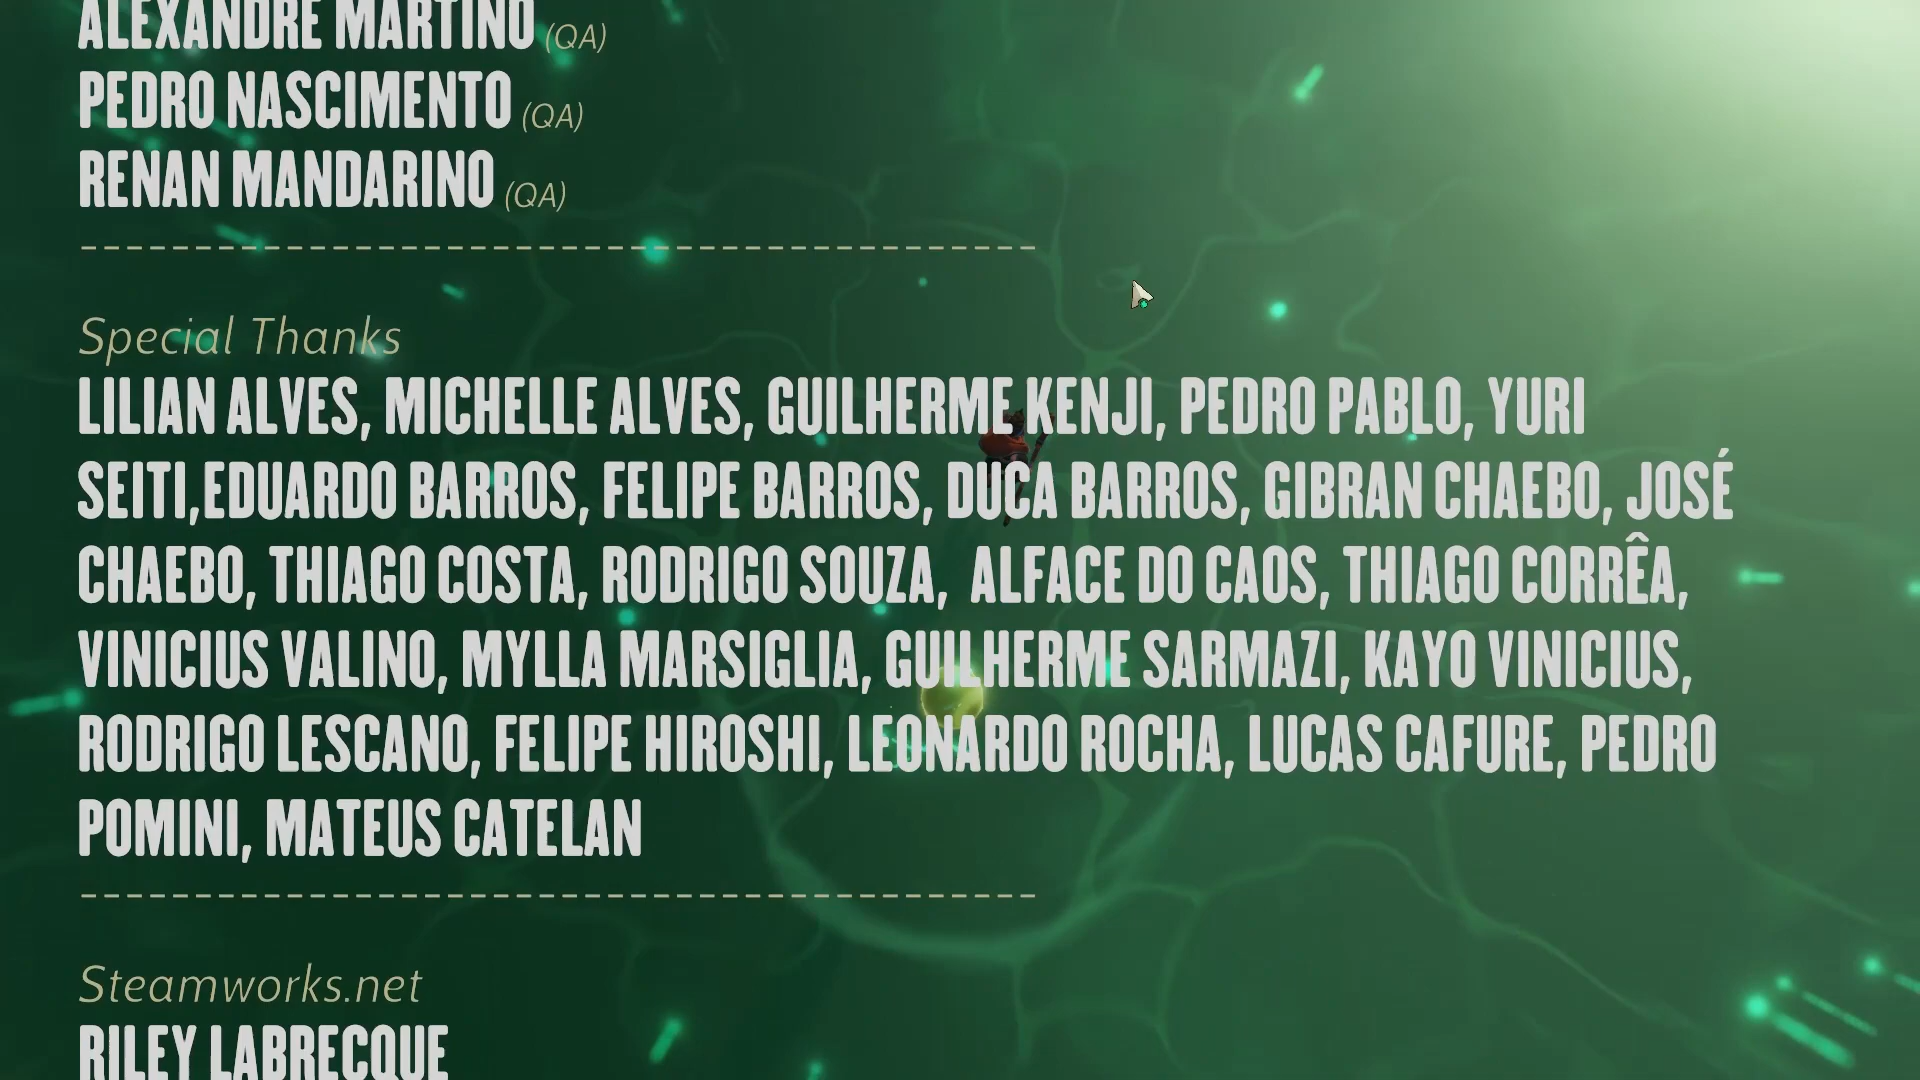 ALEXANDRE MARTINO (QA)
PEDRO NASCIMENTO (QA)
RENAN MANDARINO (QA)
Special Thanks
LILIAN ALVES, MICHELLE ALVES, GUILHERME KENJI, PEDRO PABLO, YURI
SEITI,EDUARDO BARROS, FELIPE BARROS, DUCA BARROS, GIBRAN CHAEBO, JOSÉ
CHAEBO, THIAGO COSTA, RODRIGO SOUZA,  ALFACE DO CAOS, THIAGO CORRÊA,
VINICIUS VALINO, MYLLA MARSIGLIA, GUILHERME SARMAZI, KAYO VINICIUS,
RODRIGO LESCANO, FELIPE HIROSHI, LEONARDO ROCHA, LUCAS CAFURE, PEDRO
POMINI, MATEUS CATELAN
Steamworks.net
RILEY LABRECQUE